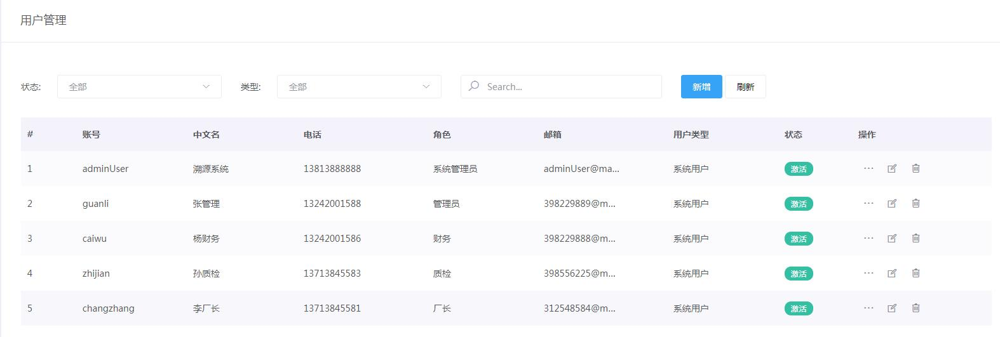 用户管理
状态: 全部 类型: 全部 Search... 新增 刷新
# 账号 中文名 电话 角色 邮箱 用户类型 状态 操作
1 adminUser 溯源系统 13813888888 系统管理员 adminUser@ma... 系统用户 激活 ...
2 guanli 张管理 13242001588 管理员 398229889@m... 系统用户 激活 ...
3 caiwu 杨财务 13242001586 财务 398229888@m... 系统用户 激活 ...
4 zhijian 孙质检 13713845583 质检 398556225@m... 系统用户 激活 ...
5 changzhang 李厂长 13713845581 厂长 312548584@m... 系统用户 激活 ...